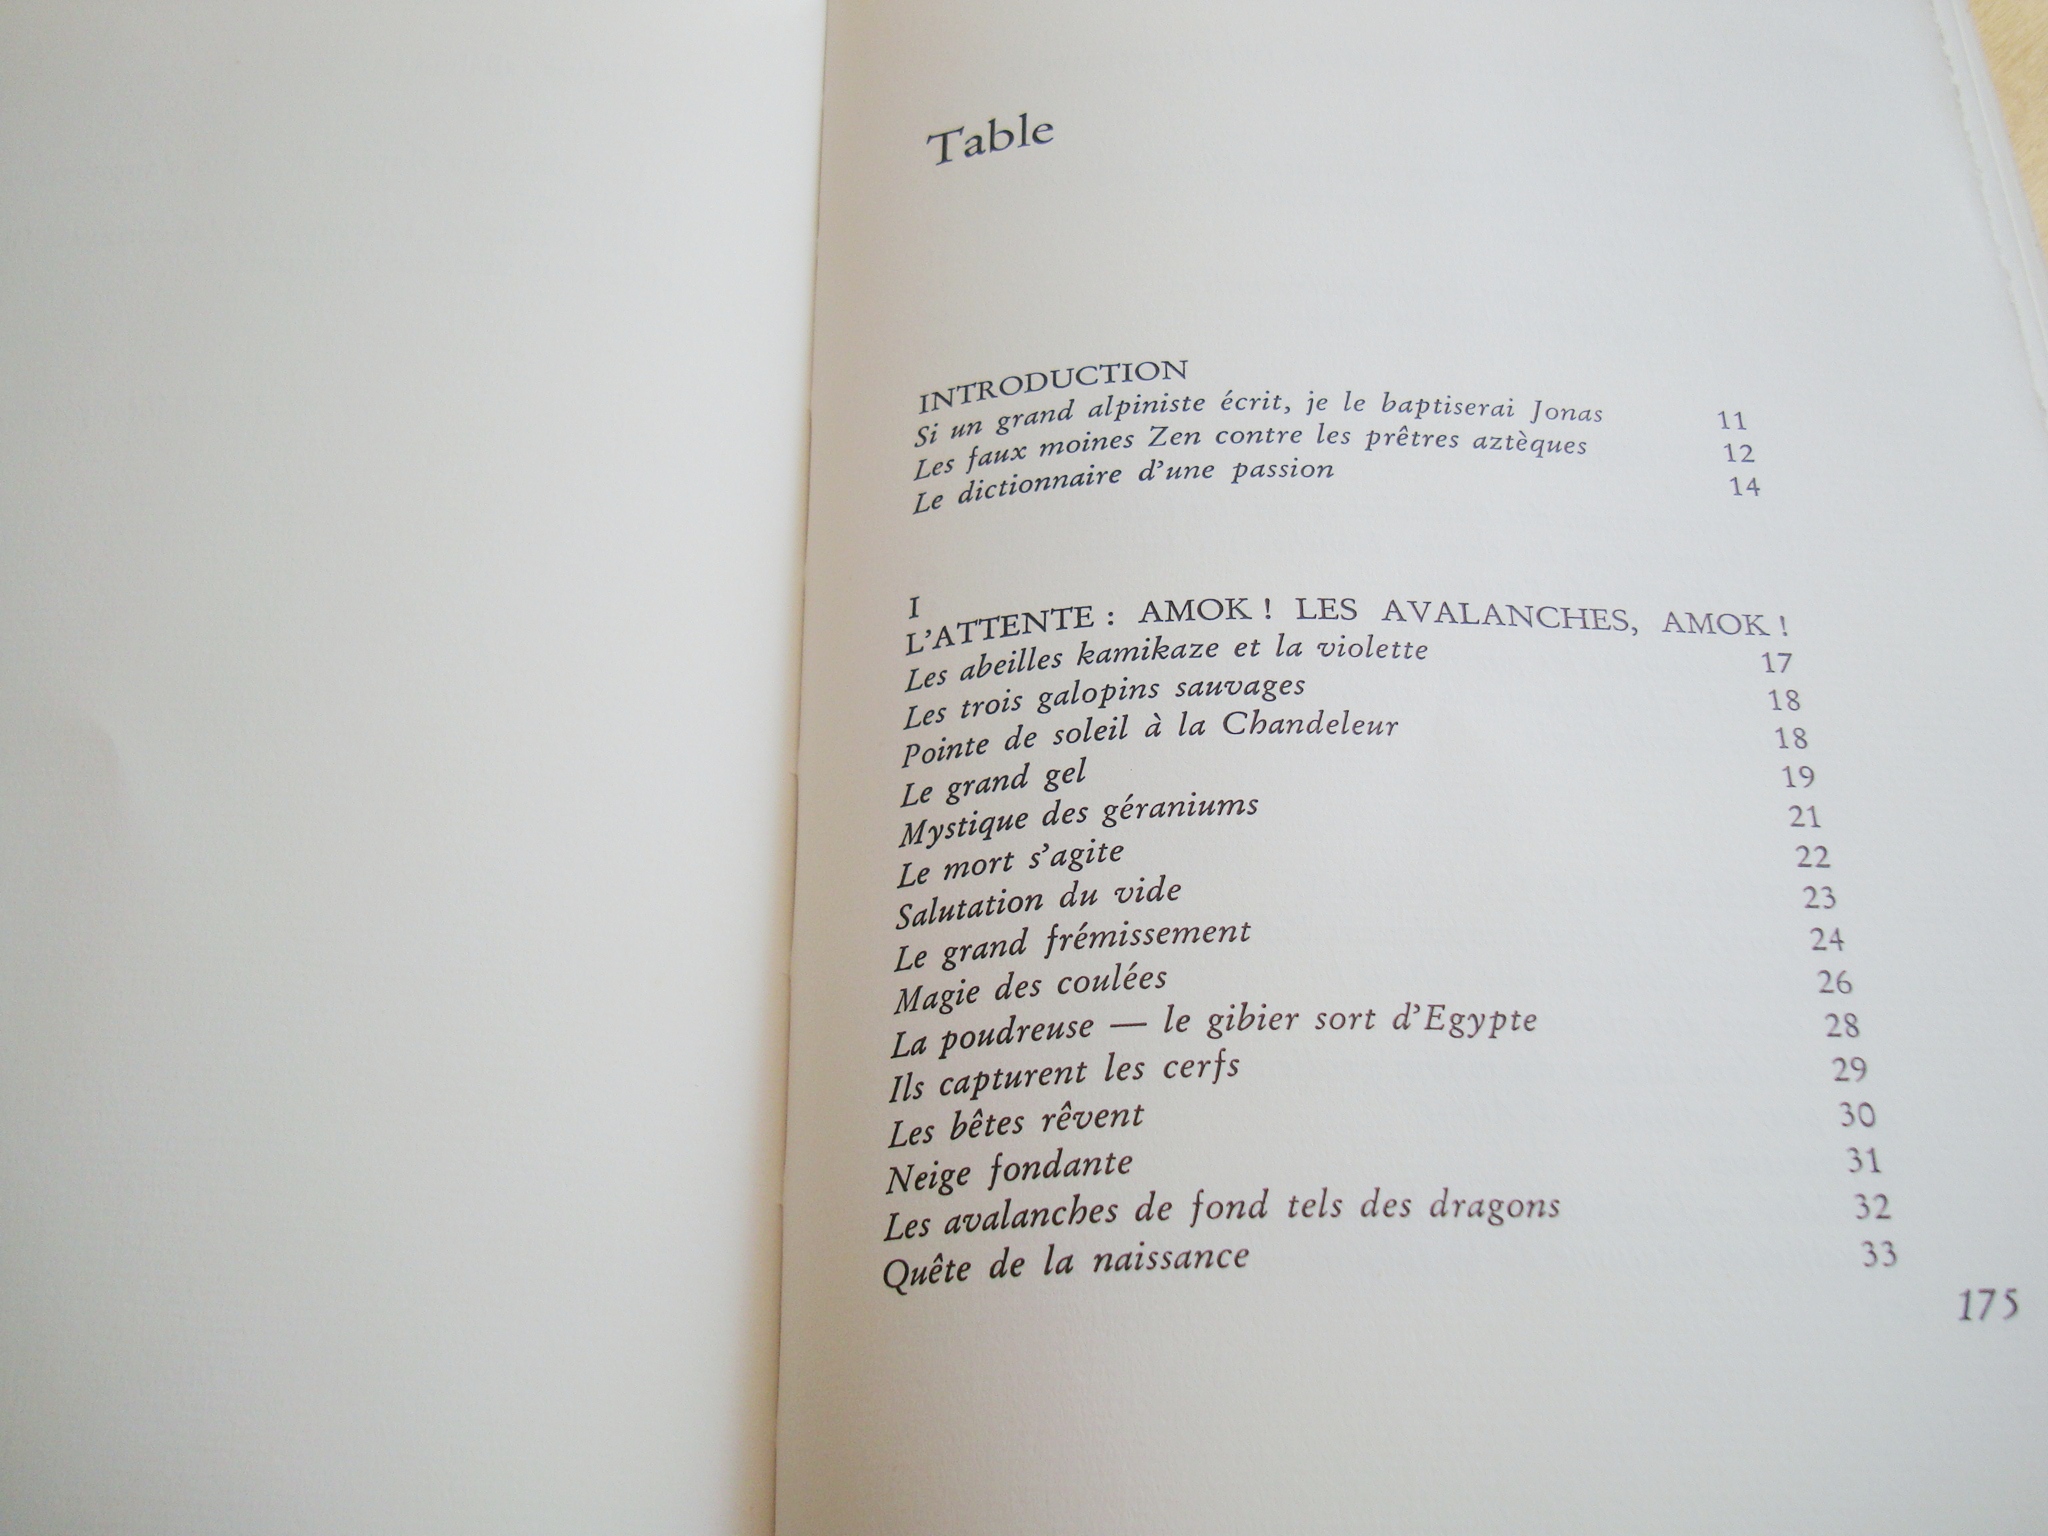 Table
INTRODUCTION
Si un grand alpiniste écrit, je le baptiserai Jonas 11
Les faux moines Zen contre les prêtres aztèques 12
Le dictionnaire d'une passion 14
I
L'ATTENTE : AMOK ! LES AVALANCHES, AMOK !
Les abeilles kamikaze et la violette 17
Les trois galopins sauvages 18
Pointe de soleil à la Chandeleur 18
Le grand gel 19
Mystique des géraniums 21
Le mort s'agite 22
Salutation du vide 23
Le grand frémissement 24
Magie des coulées 26
La poudreuse — le gibier sort d'Egypte 28
Ils capturent les cerfs 29
Les bêtes rêvent 30
Neige fondante 31
Les avalanches de fond tels des dragons 32
Quête de la naissance 33
175